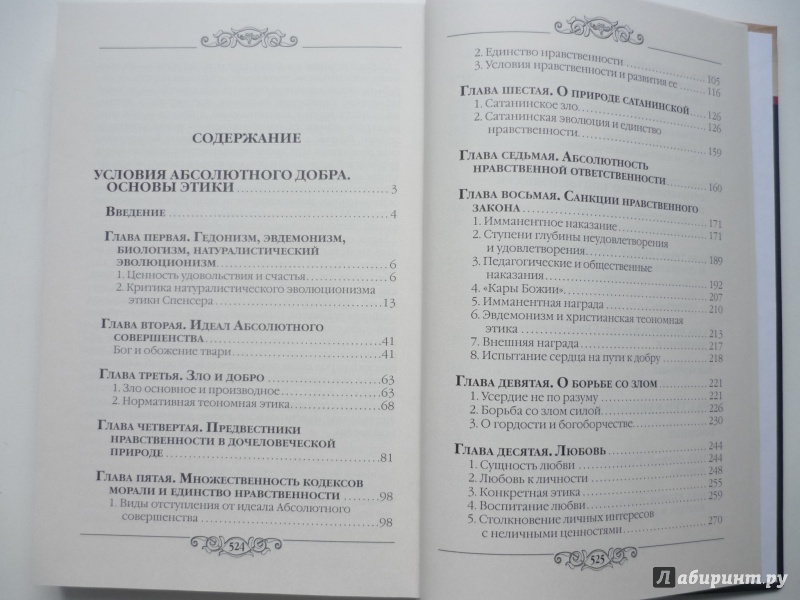 СОДЕРЖАНИЕ
УСЛОВИЯ АБСОЛЮТНОГО ДОБРА.
ОСНОВЫ ЭТИКИ 3
ВВЕДЕНИЕ 4
ГЛАВА ПЕРВАЯ. ГЕДОНИЗМ, ЭВДЕМОНИЗМ,
БИОЛОГИЗМ, НАТУРАЛИСТИЧЕСКИЙ
ЭВОЛЮЦИОНИЗМ 6
1. Ценность удовольствия и счастья 6
2. Критика натуралистического эволюционизма
этики Спенсера 13
ГЛАВА ВТОРАЯ. ИДЕАЛ АБСОЛЮТНОГО
СОВЕРШЕНСТВА 41
Бог и обожение твари 41
ГЛАВА ТРЕТЬЯ. ЗЛО И ДОБРО 63
1. Зло основное и производное 63
2. Нормативная теономная этика 68
ГЛАВА ЧЕТВЕРТАЯ. ПРЕДВЕСТНИКИ
НРАВСТВЕННОСТИ В ДОЧЕЛОВЕЧЕСКОЙ
ПРИРОДЕ 81
ГЛАВА ПЯТАЯ. МНОЖЕСТВЕННОСТЬ КОДЕКСОВ
МОРАЛИ И ЕДИНСТВО НРАВСТВЕННОСТИ 98
1. Виды отступления от идеала Абсолютного
совершенства 98
524
2. Единство нравственности 105
3. Условия нравственности и развития ее 116
ГЛАВА ШЕСТАЯ. О ПРИРОДЕ САТАНИНСКОЙ 126
1. Сатанинское зло 126
2. Сатанинская эволюция и единство
нравственности 159
ГЛАВА СЕДЬМАЯ. АБСОЛЮТНОСТЬ
НРАВСТВЕННОЙ ОТВЕТСТВЕННОСТИ 160
ГЛАВА ВОСЬМАЯ. САНКЦИИ НРАВСТВЕННОГО
ЗАКОНА 171
1. Имманентное наказание 171
2. Ступени глубины неудовлетворения
и удовлетворения 189
3. Педагогические и общественные
наказания 192
4. «Кары Божии» 207
5. Имманентная награда 210
6. Эвдемонизм и христианская теономная
этика 213
7. Внешняя награда 217
8. Испытание сердца на пути к добру 218
ГЛАВА ДЕВЯТАЯ. О БОРЬБЕ СО ЗЛОМ 221
1. Усердие не по разуму 221
2. Борьба со злом силой 226
3. О гордости и богоборчестве 230
ГЛАВА ДЕСЯТАЯ. ЛЮБОВЬ 244
1. Сущность любви 244
2. Любовь к личности 248
3. Конкретная этика 255
4. Воспитание любви 259
5. Столкновение личных интересов
с неличными ценностями 270
525
Лабиринт.ру